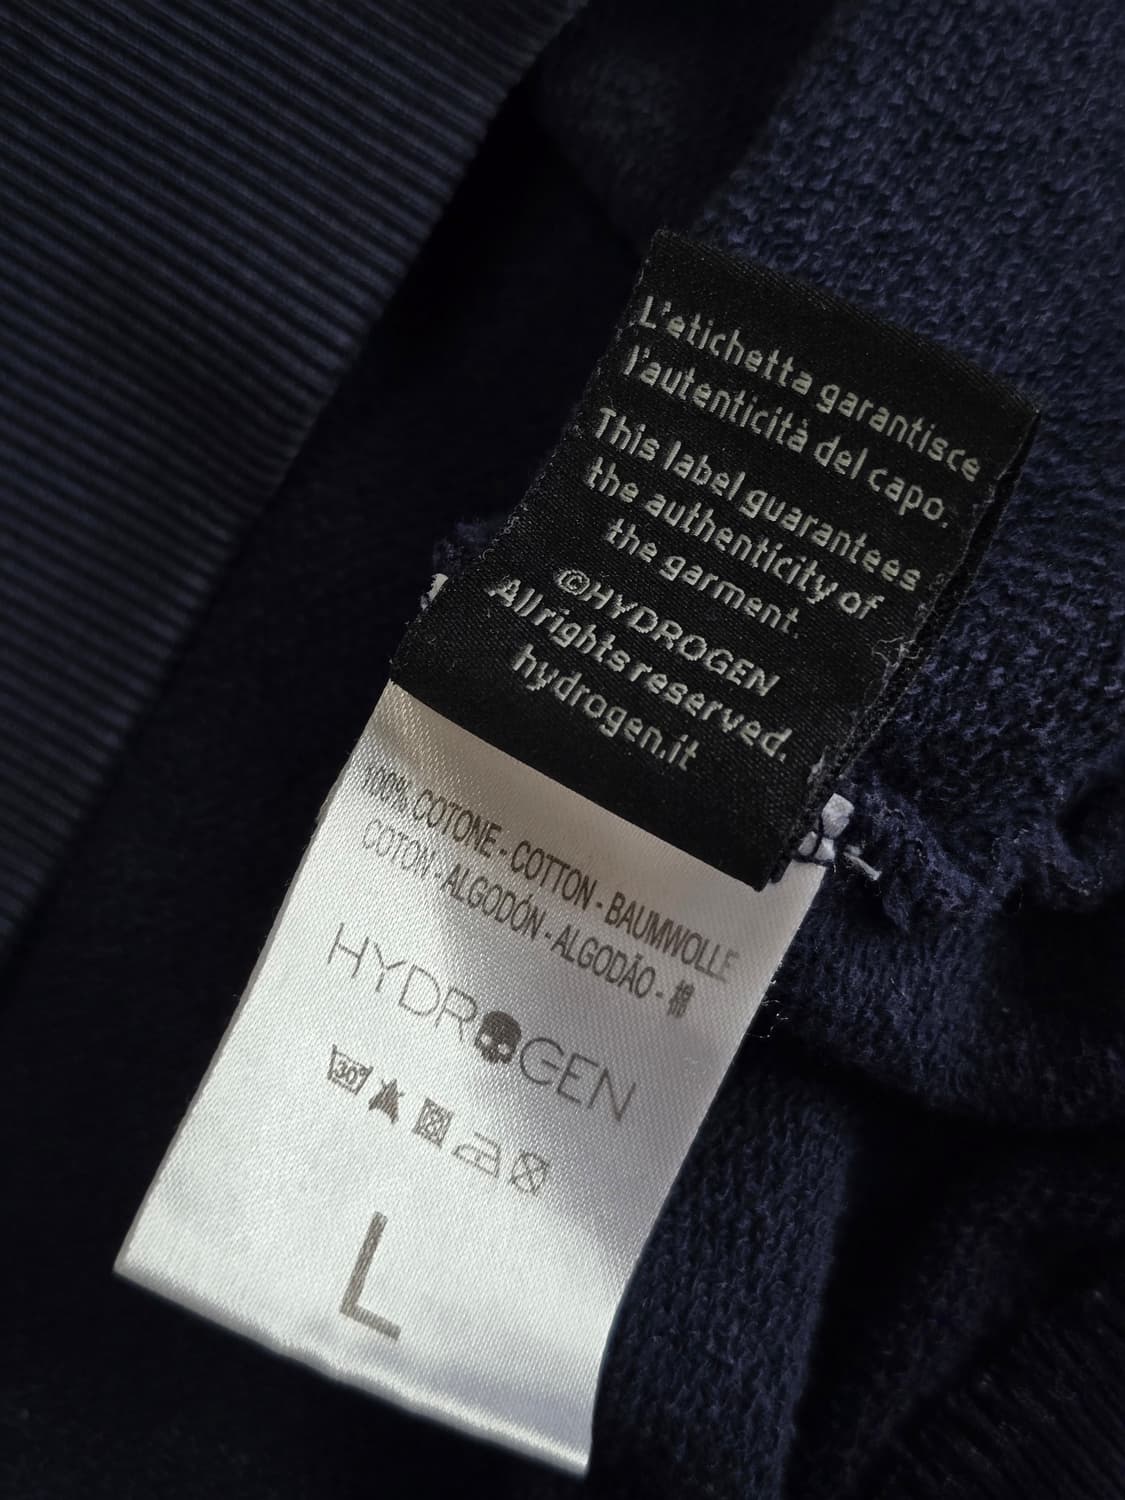 L'etichetta garantisce
l'autenticità del capo.
This label guarantees
the authenticity of
the garment.
©HYDROGEN
All rights reserved.
hydrogen.it
100% COTONE - COTTON - BAUMWOLLE
COTON - ALGODÓN - ALGODÃO - 綿
HYDROGEN
30°
L